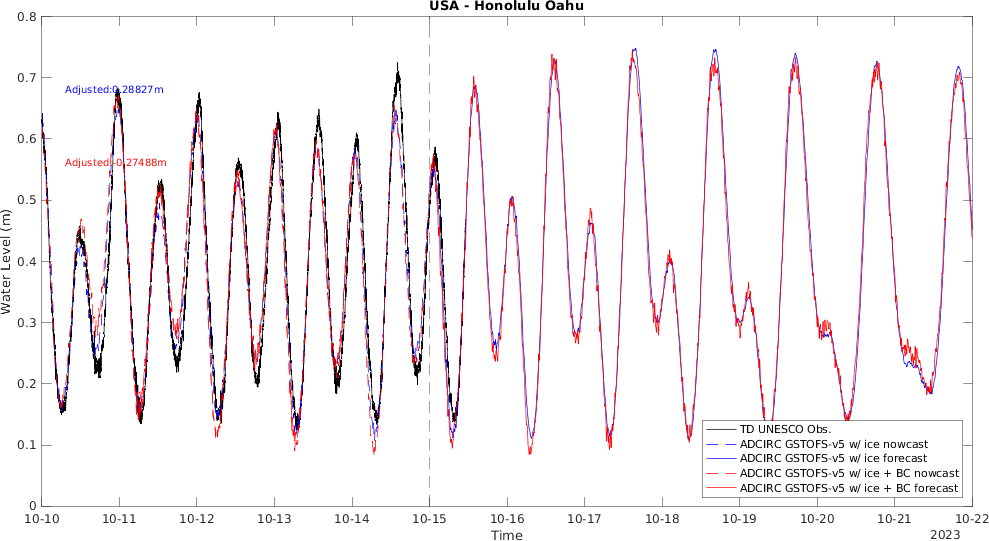 USA - Honolulu Oahu
Water Level (m)
0.8
0.7
0.6
0.5
0.4
0.3
0.2
0.1
0
Adjusted:0.28827m
Adjusted:-0.27488m
TD UNESCO Obs.
ADCIRC GSTOFS-v5 w/ ice nowcast
ADCIRC GSTOFS-v5 w/ ice forecast
ADCIRC GSTOFS-v5 w/ ice + BC nowcast
ADCIRC GSTOFS-v5 w/ ice + BC forecast
10-10 10-11 10-12 10-13 10-14 10-15 10-16 10-17 10-18 10-19 10-20 10-21 10-22
Time
2023